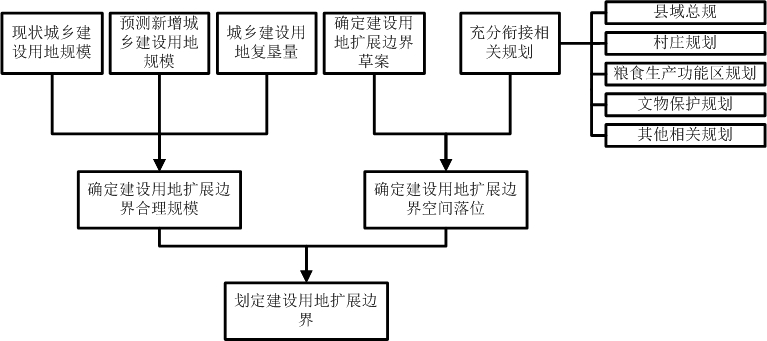 现状城乡建
设用地规模
预测新增城
乡建设用地
规模
城乡建设用
地复垦量
确定建设用
地扩展边界
草案
充分衔接相
关规划
县域总规
村庄规划
粮食生产功能区规划
文物保护规划
其他相关规划
确定建设用地扩展边
界合理规模
确定建设用地扩展边
界空间落位
划定建设用地扩展边
界